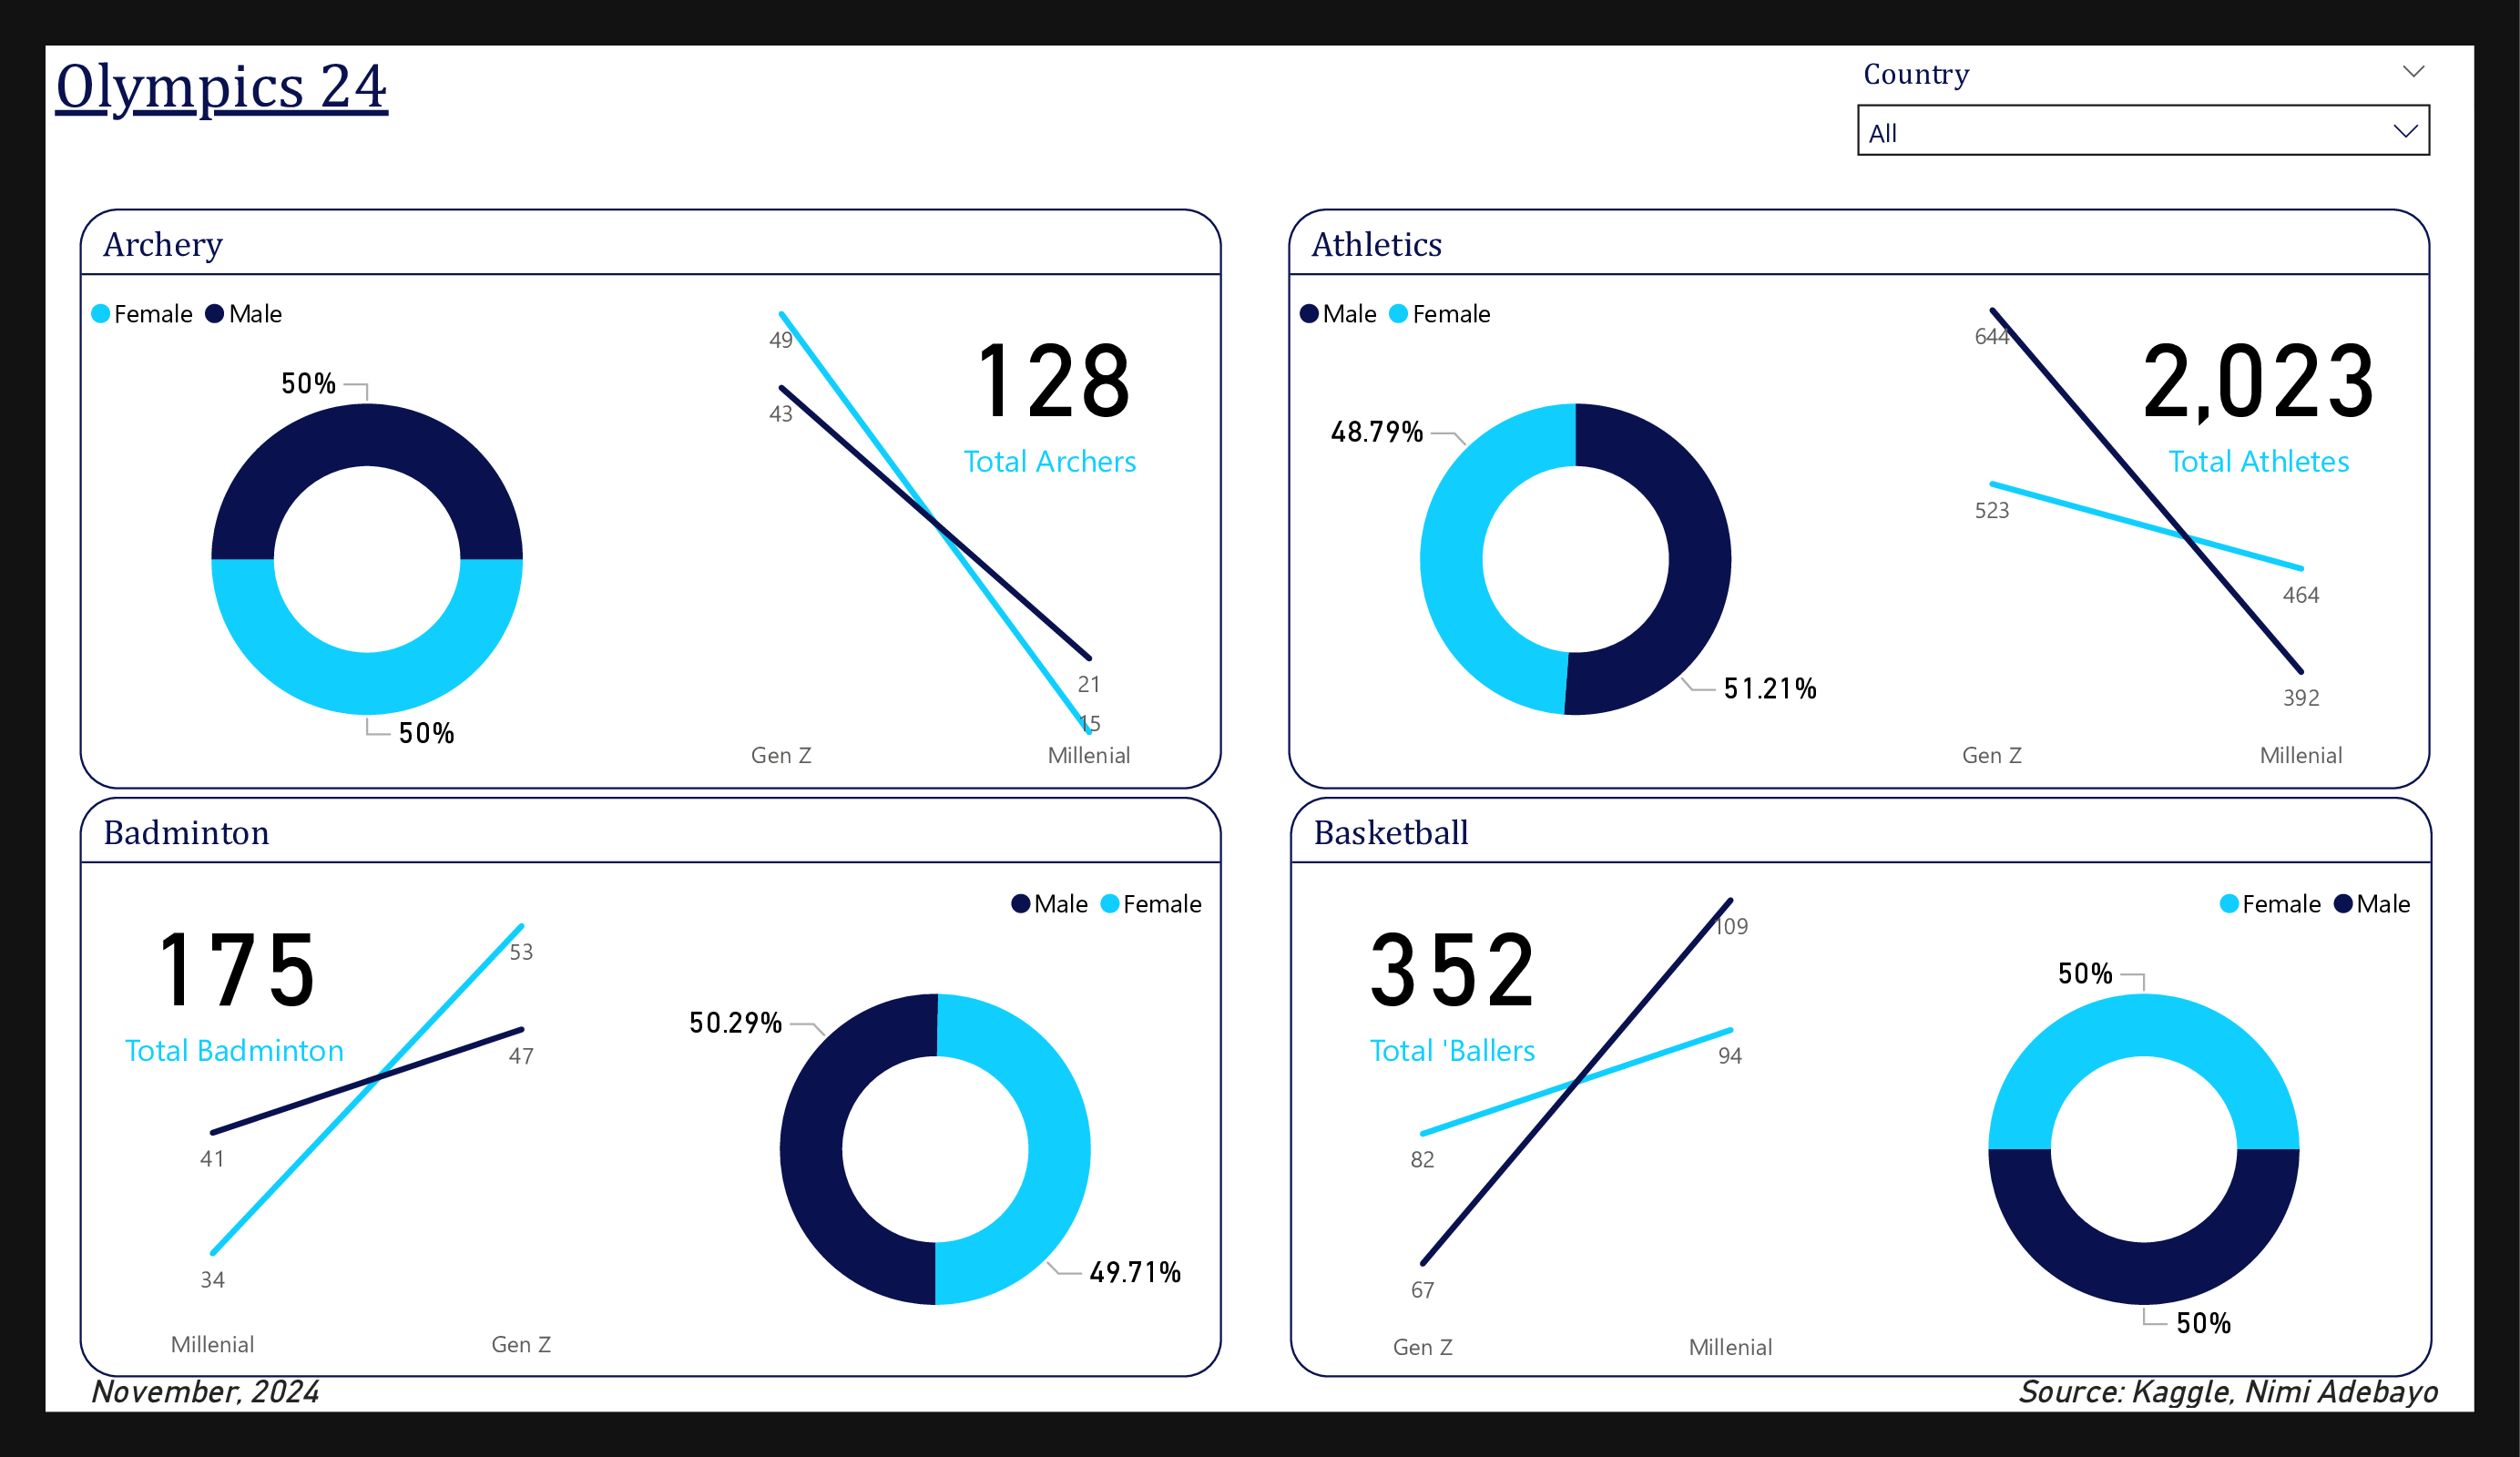 Olympics 24
Country
All
Archery
Female Male
50%
50%
49
43
21
15
Gen Z Millenial
128
Total Archers
Athletics
Male Female
48.79%
51.21%
644
523
464
392
Gen Z Millenial
2,023
Total Athletes
Badminton
175
Total Badminton
53
47
41
34
Millenial Gen Z
Male Female
50.29%
49.71%
Basketball
352
Total 'Ballers
109
94
82
67
Gen Z Millenial
Female Male
50%
50%
November, 2024
Source: Kaggle, Nimi Adebayo